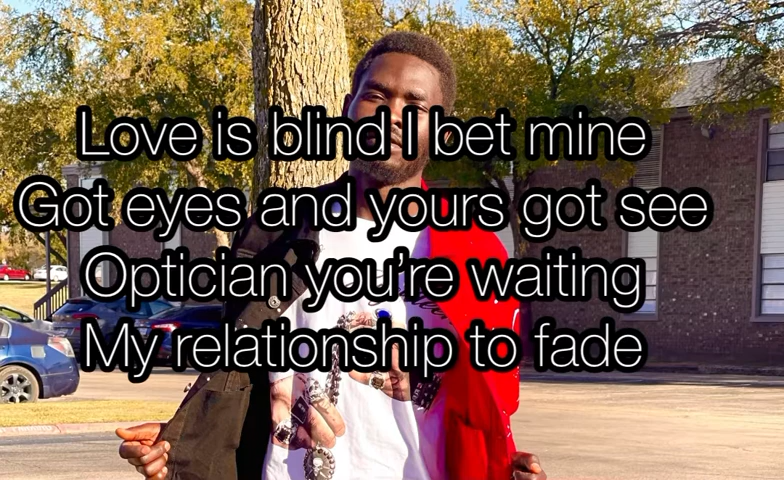 Love is blind I bet mine
Got eyes and yours got see
Optician you're waiting
My relationship to fade